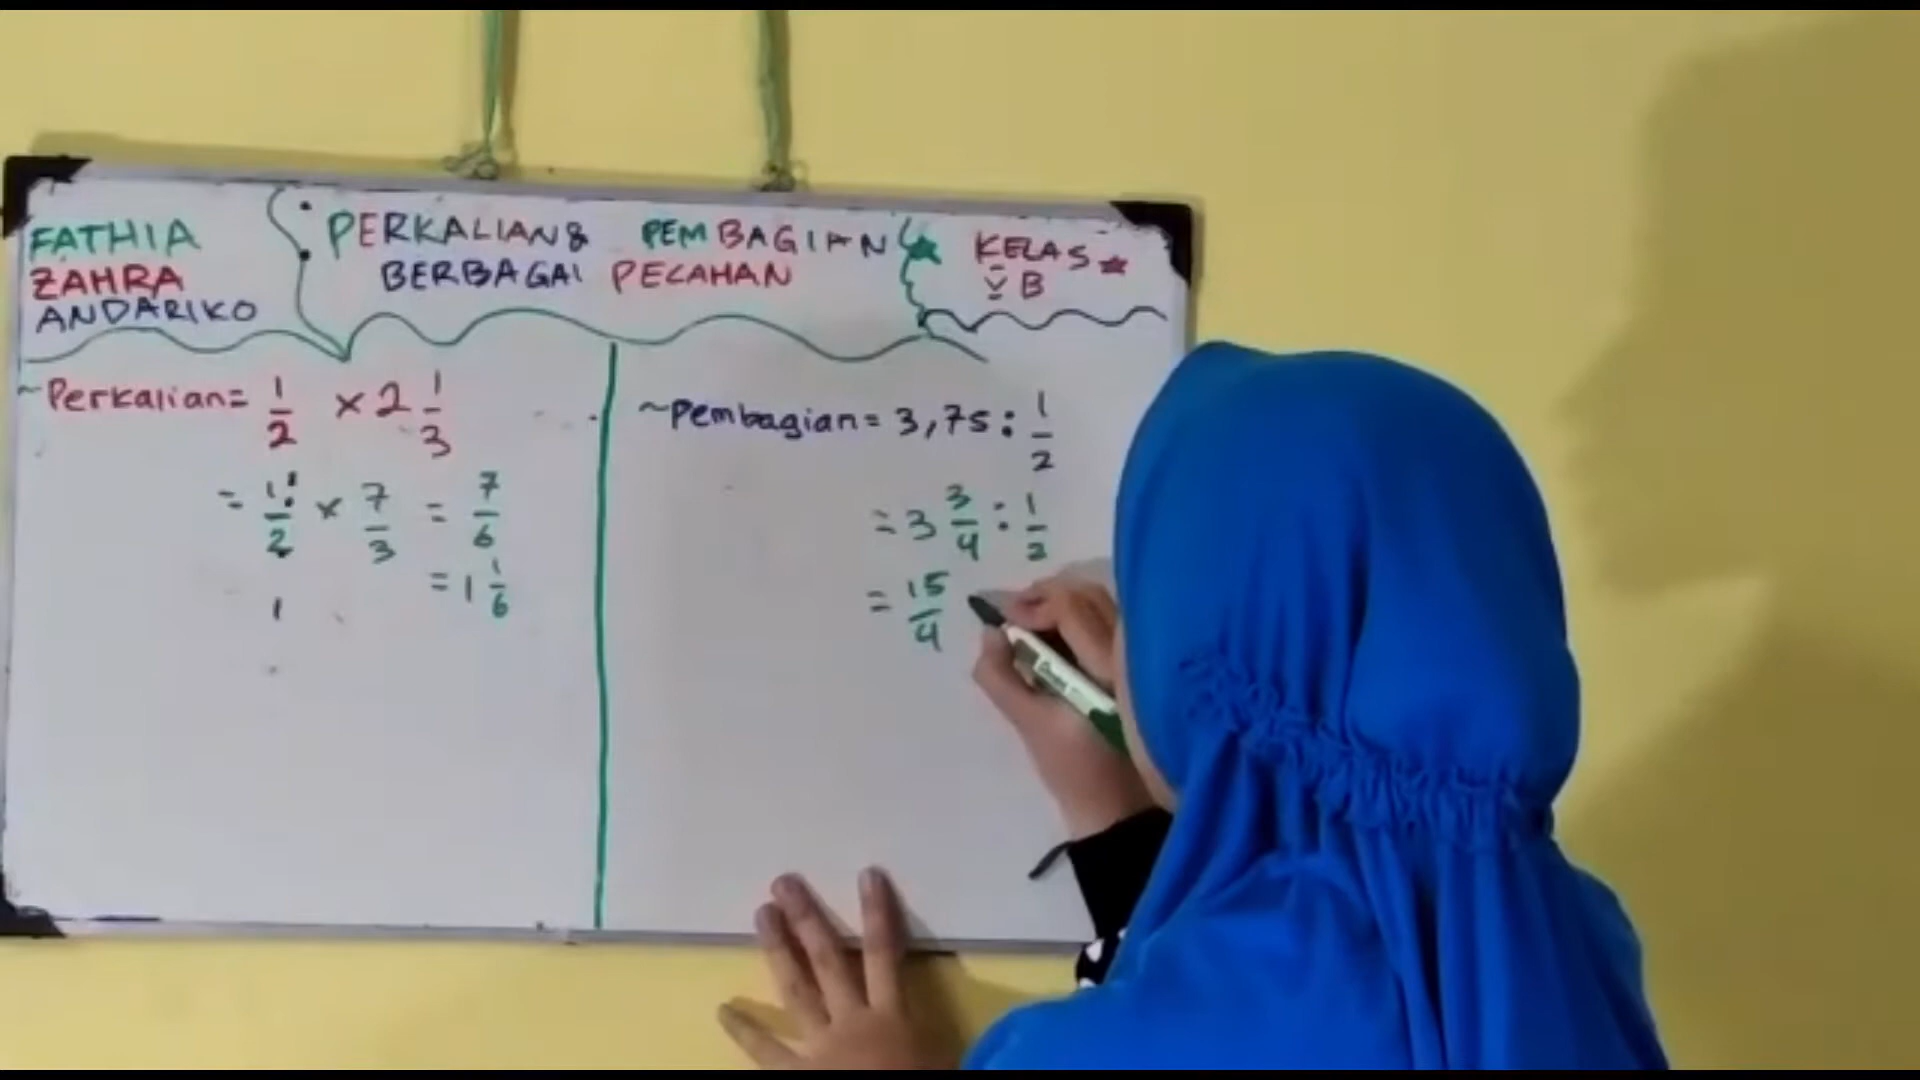 FATHIA
ZAHRA
ANDARIKO
PERKALIAN & PEMBAGIAN
BERBAGAI PECAHAN
KELAS
V B
~Perkalian= 1/2 × 2 1/3
= 1/2 × 7/3 = 7/6
= 1 1/6
~Pembagian= 3,75 : 1/2
= 3 3/4 : 1/2
= 15/4